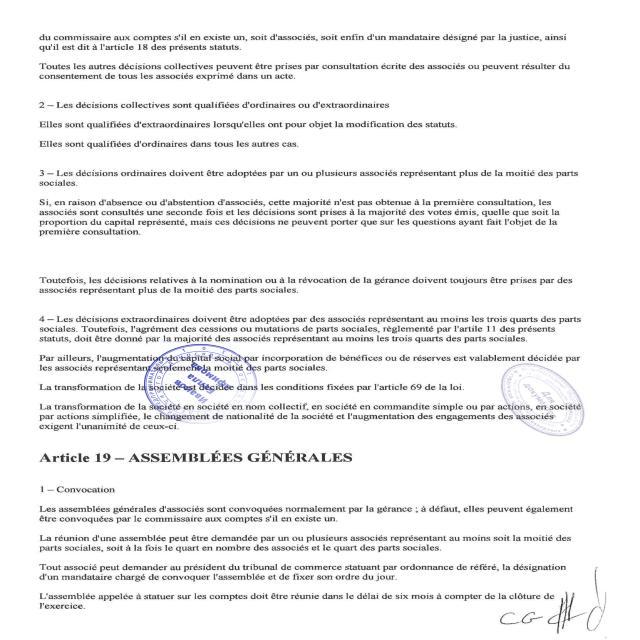 du commissaire aux comptes s'il en existe un, soit d'associés, soit enfin d'un mandataire désigné par la justice, ainsi
qu'il est dit à l'article 18 des présents statuts.
Toutes les autres décisions collectives peuvent être prises par consultation écrite des associés ou peuvent résulter du
consentement de tous les associés exprimé dans un acte.
2 – Les décisions collectives sont qualifiées d'ordinaires ou d'extraordinaires
Elles sont qualifiées d'extraordinaires lorsqu'elles ont pour objet la modification des statuts.
Elles sont qualifiées d'ordinaires dans tous les autres cas.
3 – Les décisions ordinaires doivent être adoptées par un ou plusieurs associés représentant plus de la moitié des parts
sociales.
Si, en raison d'absence ou d'abstention d'associés, cette majorité n'est pas obtenue à la première consultation, les
associés sont consultés une seconde fois et les décisions sont prises à la majorité des votes émis, quelle que soit la
proportion du capital représenté, mais ces décisions ne peuvent porter que sur les questions ayant fait l'objet de la
première consultation.
Toutefois, les décisions relatives à la nomination ou à la révocation de la gérance doivent toujours être prises par des
associés représentant plus de la moitié des parts sociales.
4 – Les décisions extraordinaires doivent être adoptées par des associés représentant au moins les trois quarts des parts
sociales. Toutefois, l'agrément des cessions ou mutations de parts sociales, règlementé par l'artile 11 des présents
statuts, doit être donné par la majorité des associés représentant au moins les trois quarts des parts sociales.
Par ailleurs, l'augmentation du capital social par incorporation de bénéfices ou de réserves est valablement décidée par
les associés représentant seulement la moitié des parts sociales.
La transformation de la société est décidée dans les conditions fixées par l'article 69 de la loi.
La transformation de la société en société en nom collectif, en société en commandite simple ou par actions, en société
par actions simplifiée, le changement de nationalité de la société et l'augmentation des engagements des associés
exigent l'unanimité de ceux-ci.
Article 19 – ASSEMBLÉES GÉNÉRALES
1 – Convocation
Les assemblées générales d'associés sont convoquées normalement par la gérance ; à défaut, elles peuvent également
être convoquées par le commissaire aux comptes s'il en existe un.
La réunion d'une assemblée peut être demandée par un ou plusieurs associés représentant au moins soit la moitié des
parts sociales, soit à la fois le quart en nombre des associés et le quart des parts sociales.
Tout associé peut demander au président du tribunal de commerce statuant par ordonnance de référé, la désignation
d'un mandataire chargé de convoquer l'assemblée et de fixer son ordre du jour.
L'assemblée appelée à statuer sur les comptes doit être réunie dans le délai de six mois à compter de la clôture de
l'exercice.
CG